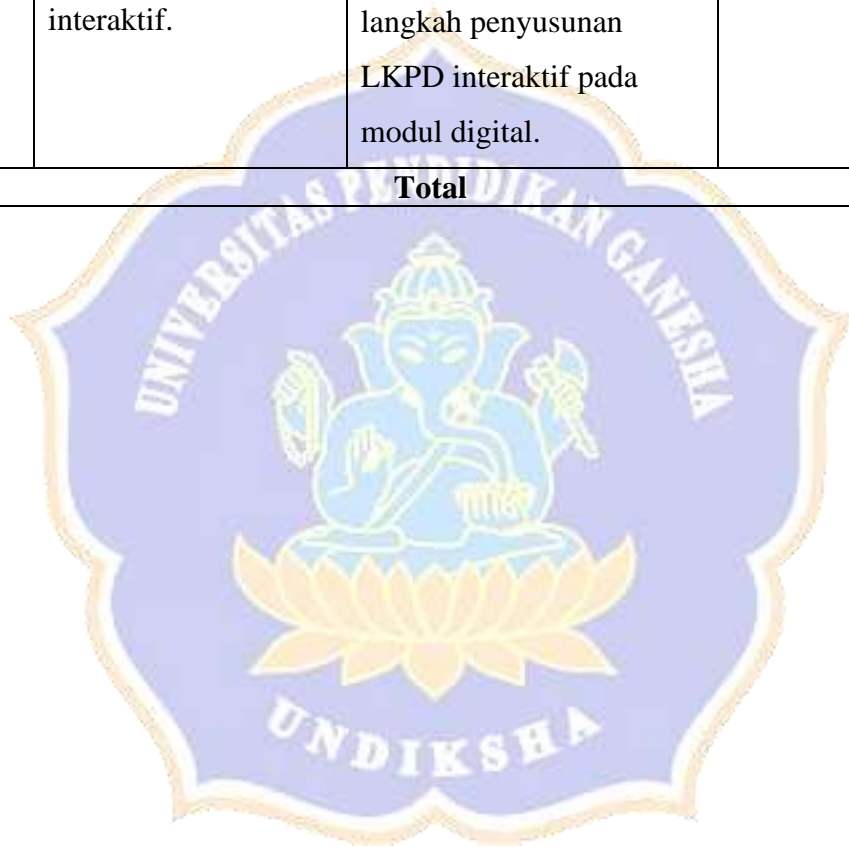 interaktif.
langkah penyusunan
LKPD interaktif pada
modul digital.
Total
UNIVERSITAS PENDIDIKAN GANESHA
UNDIKSHA